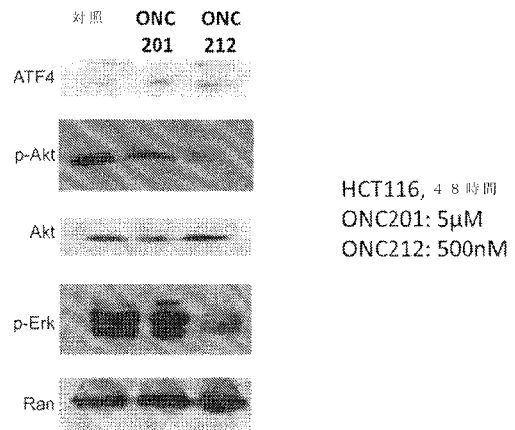 対照 ONC 201 ONC 212
ATF4
p-Akt
Akt
p-Erk
Ran
HCT116, 48時間
ONC201: 5μM
ONC212: 500nM